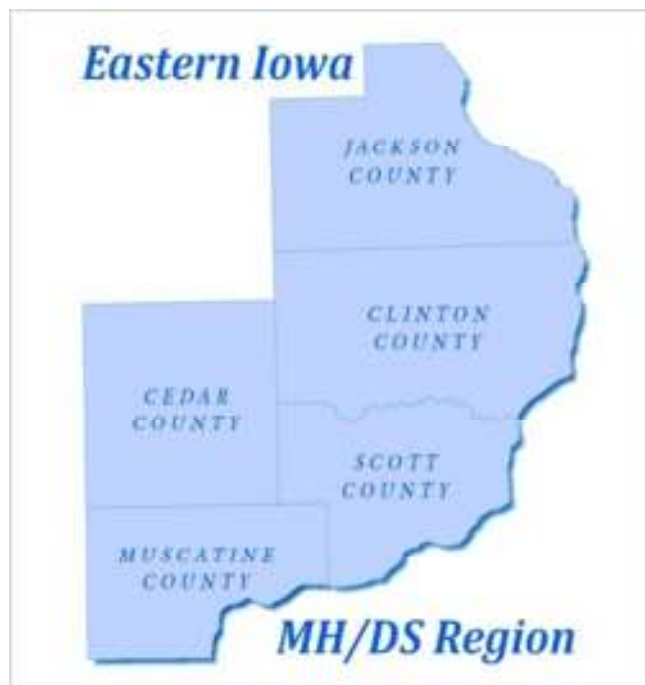 Eastern Iowa
JACKSON
COUNTY
CLINTON
COUNTY
CEDAR
COUNTY
SCOTT
COUNTY
MUSCATINE
COUNTY
MH/DS Region